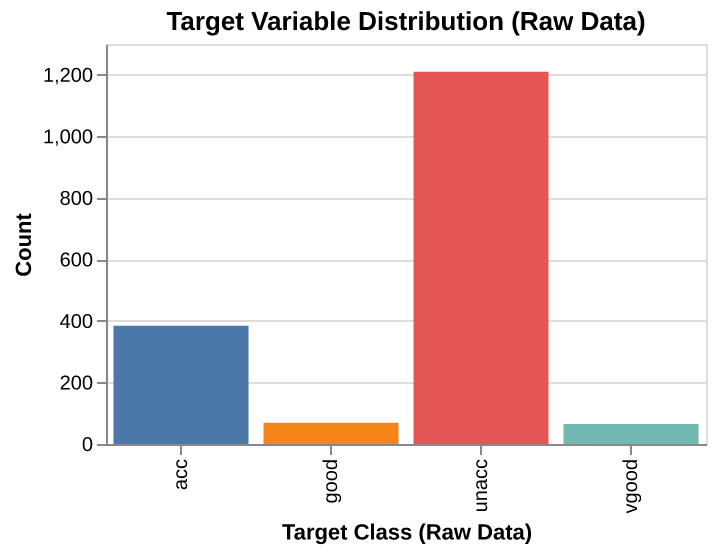 Target Variable Distribution (Raw Data)
1,200
1,000
800
600
400
200
0
Count
acc
good
unacc
vgood
Target Class (Raw Data)